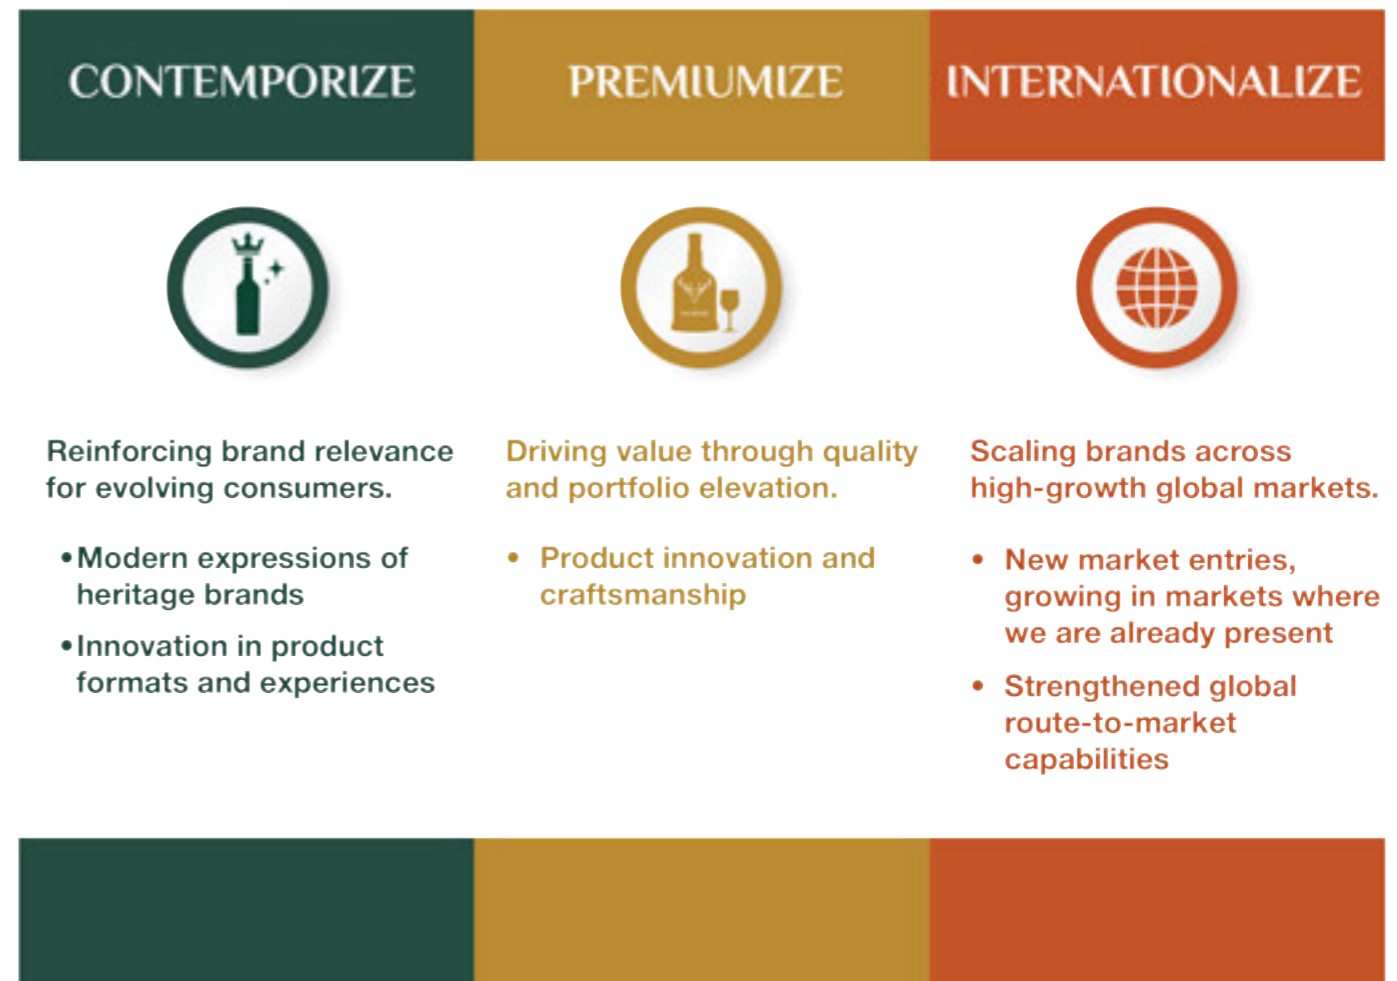 CONTEMPORIZE
PREMIUMIZE
INTERNATIONALIZE
Reinforcing brand relevance
for evolving consumers.
•Modern expressions of
heritage brands
•Innovation in product
formats and experiences
Driving value through quality
and portfolio elevation.
• Product innovation and
craftsmanship
Scaling brands across
high-growth global markets.
• New market entries,
growing in markets where
we are already present
• Strengthened global
route-to-market
capabilities